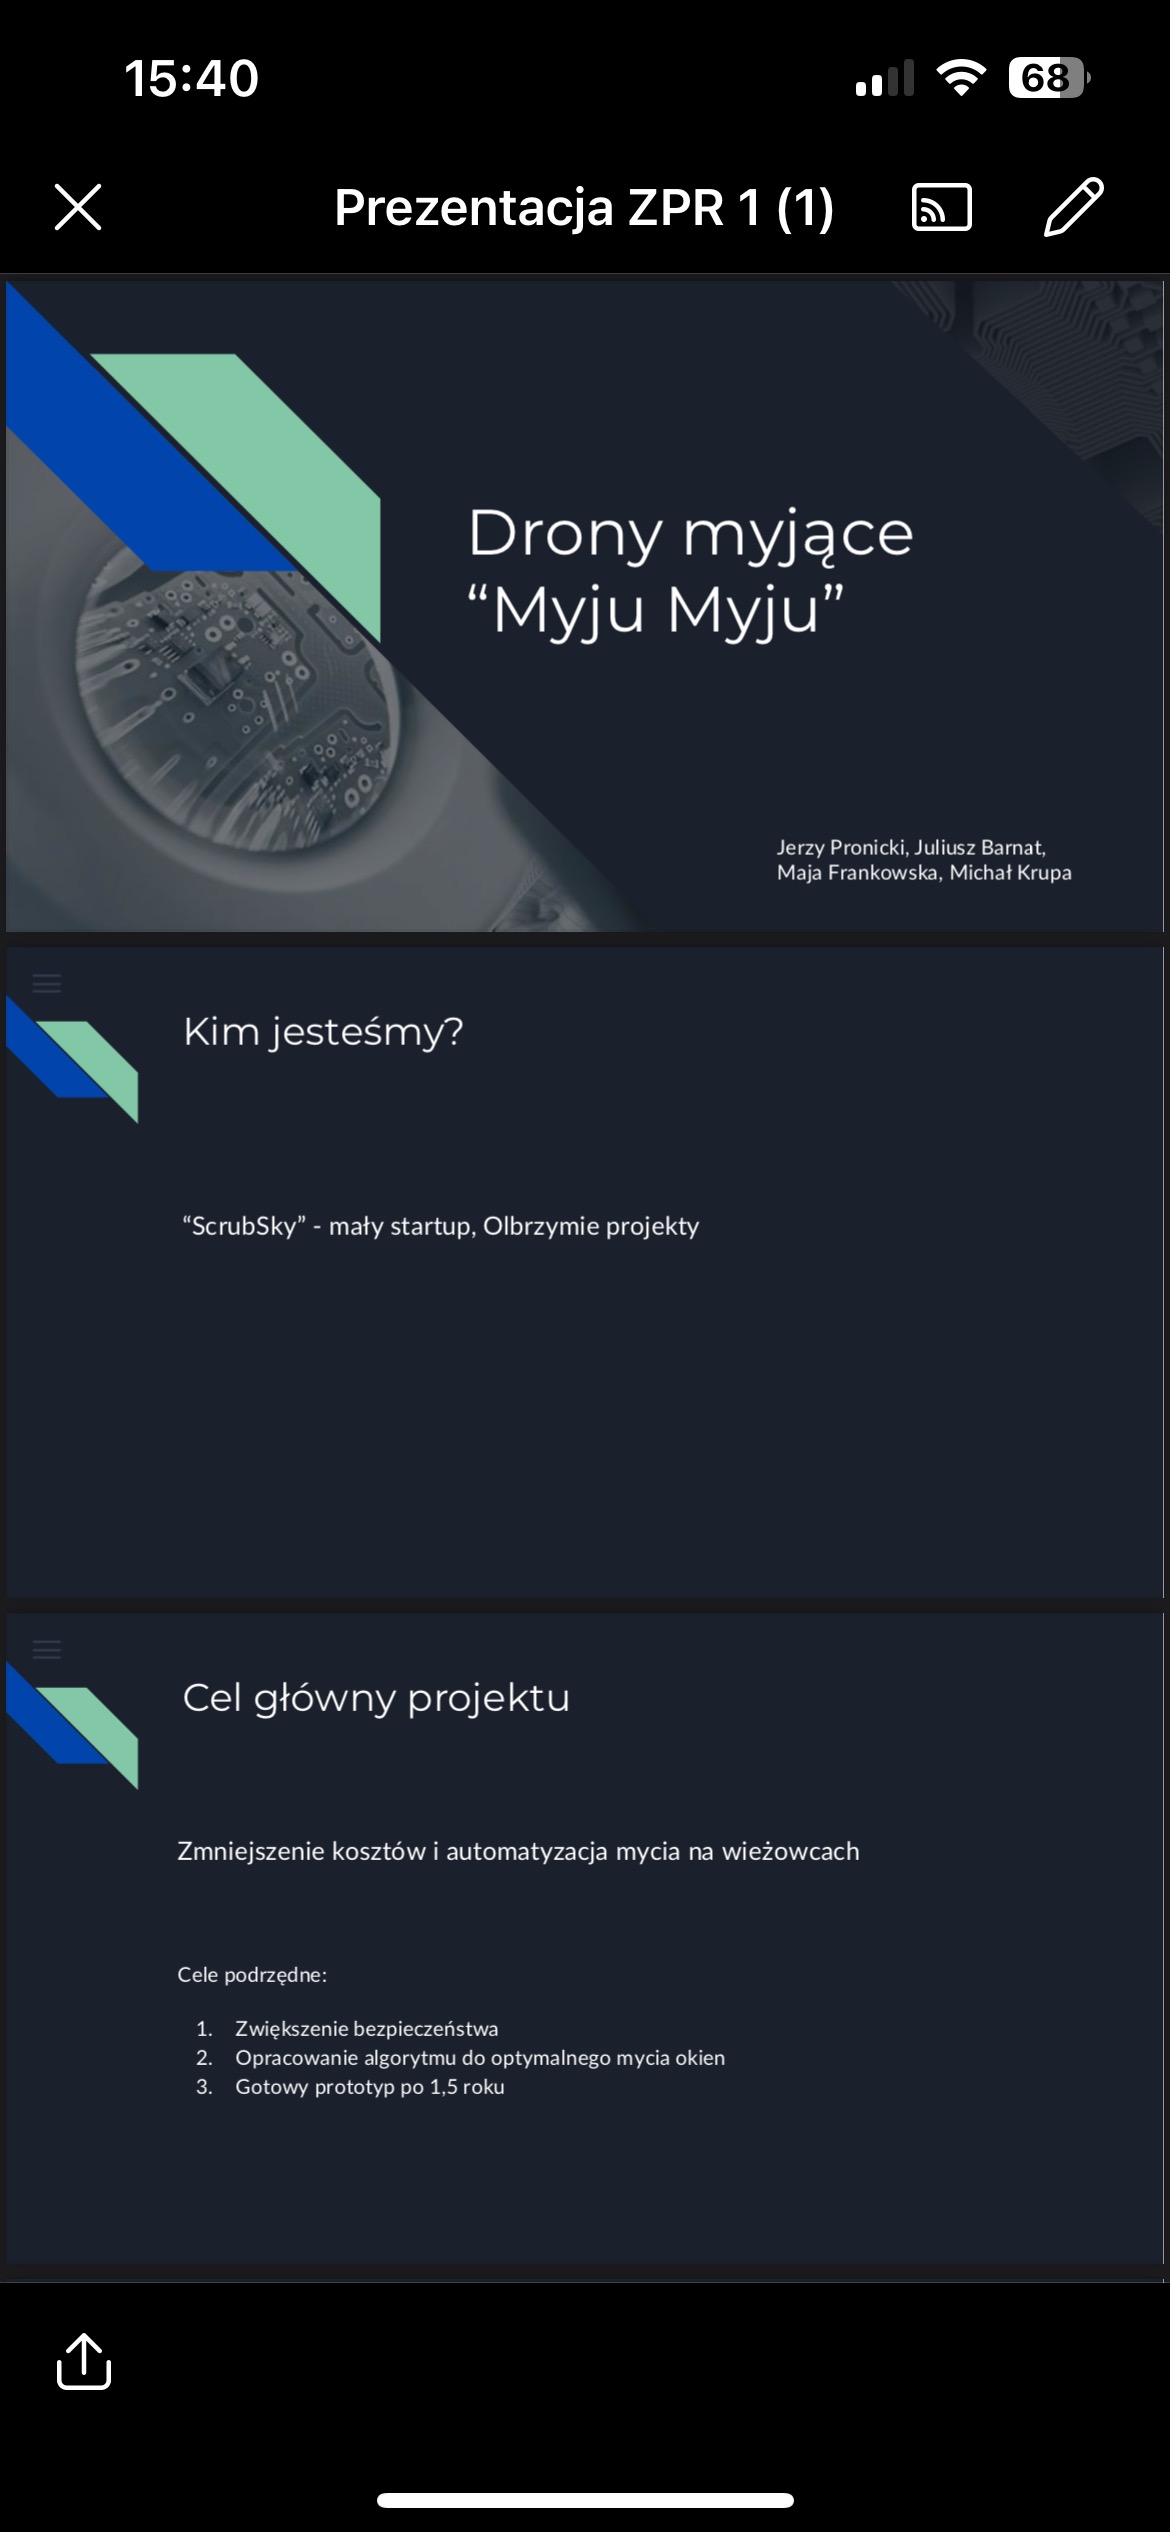 15:40
68
Prezentacja ZPR 1 (1)
Drony myjące
“Myju Myju”
Jerzy Pronicki, Juliusz Barnat,
Maja Frankowska, Michał Krupa
Kim jesteśmy?
“ScrubSky” - mały startup, Olbrzymie projekty
Cel główny projektu
Zmniejszenie kosztów i automatyzacja mycia na wieżowcach
Cele podrzędne:
1. Zwiększenie bezpieczeństwa
2. Opracowanie algorytmu do optymalnego mycia okien
3. Gotowy prototyp po 1,5 roku